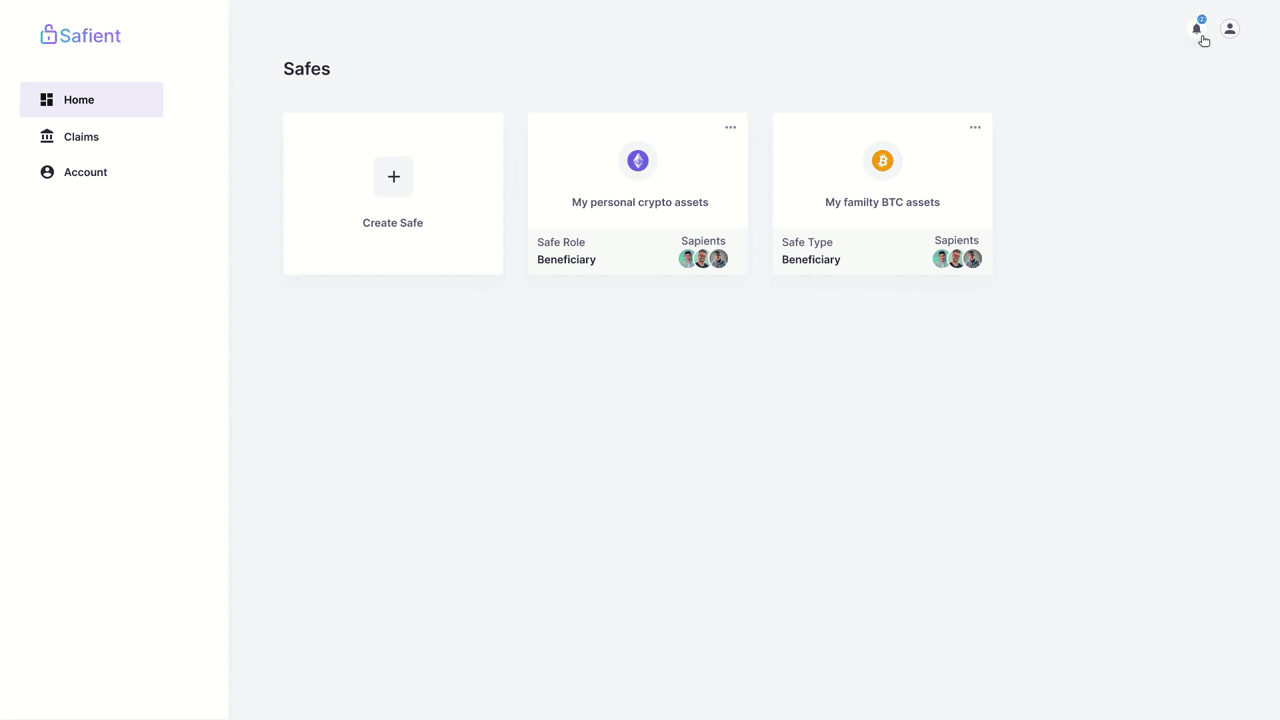 Safient
2
Home
Claims
Account
Safes
Create Safe
My personal crypto assets
Safe Role
Beneficiary
Sapients
My familty BTC assets
Safe Type
Beneficiary
Sapients